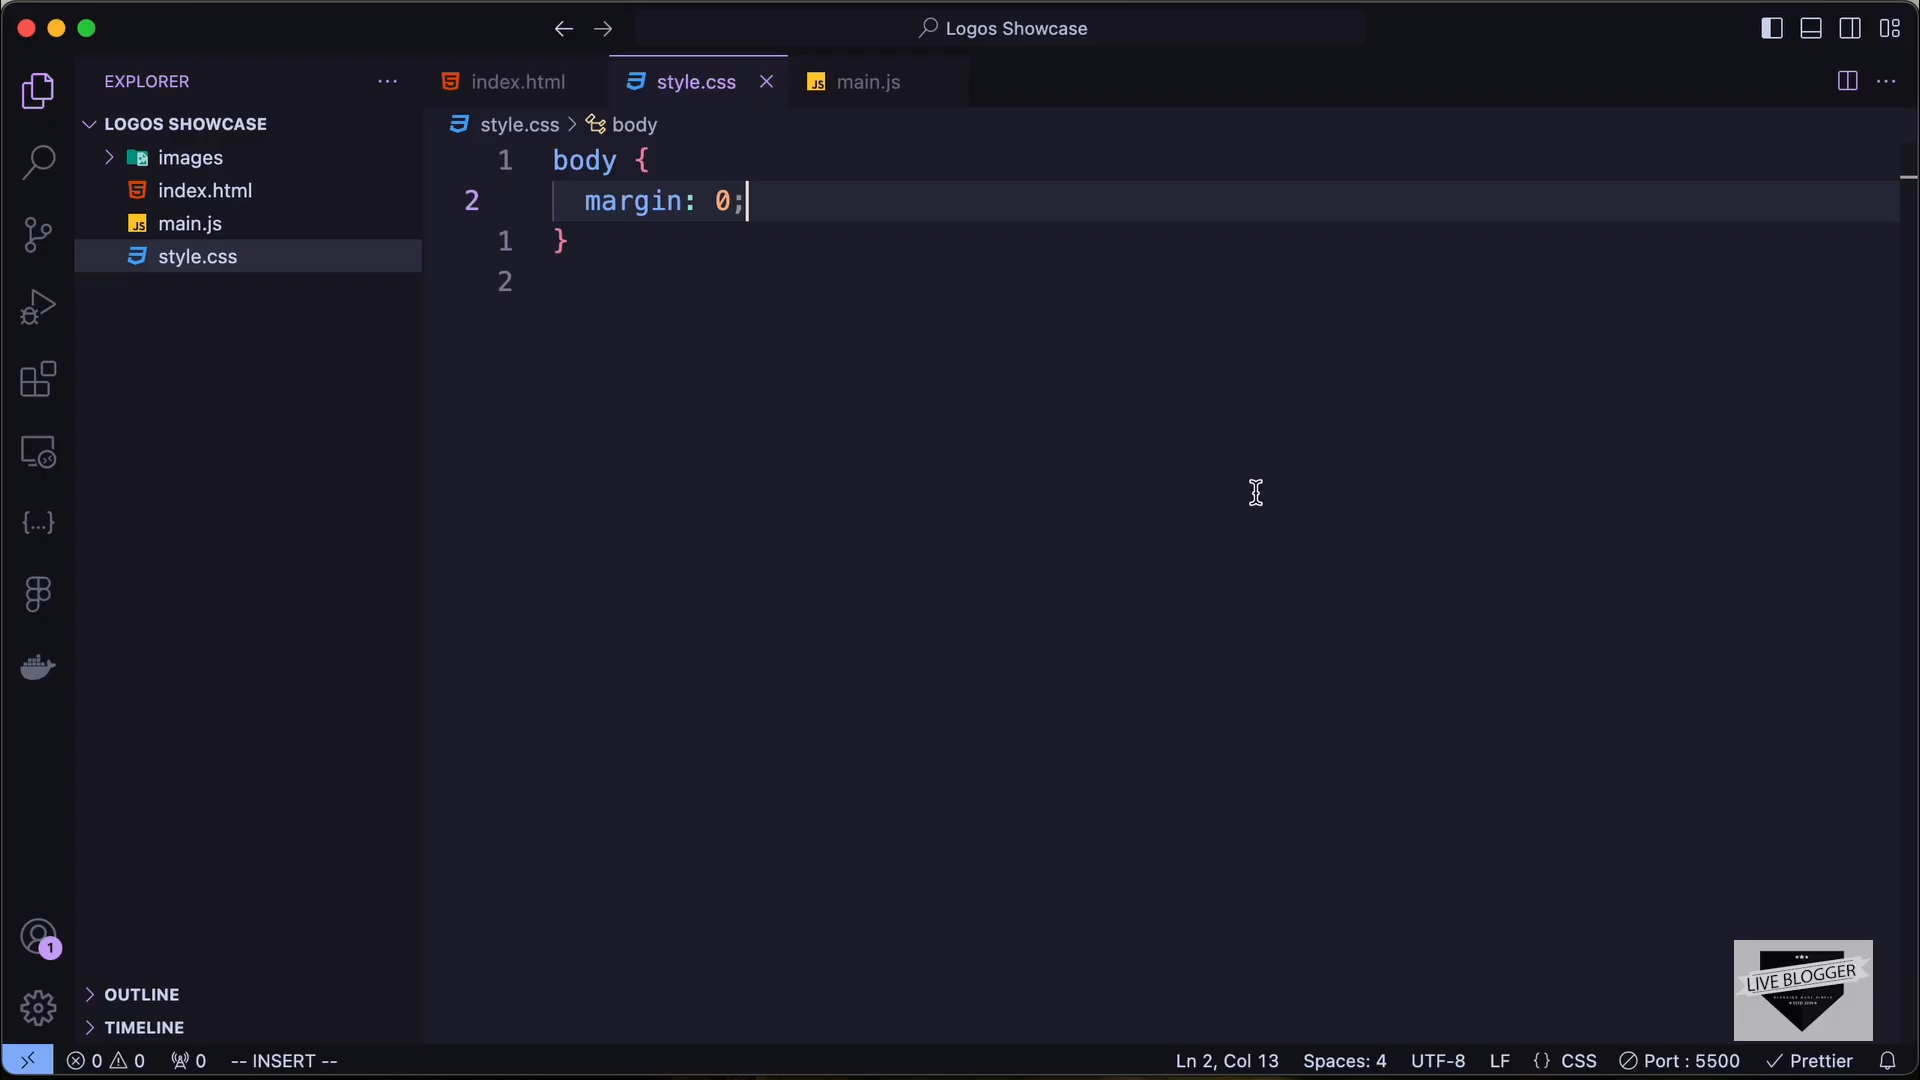 Logos Showcase
EXPLORER
index.html
style.css
main.js
LOGOS SHOWCASE
images
index.html
main.js
style.css
style.css > body
1 body {
2 margin: 0;
1 }
2
1
OUTLINE
TIMELINE
LIVE BLOGGER
0 0 0 -- INSERT --
Ln 2, Col 13 Spaces: 4 UTF-8 LF {} CSS Port : 5500 Prettier